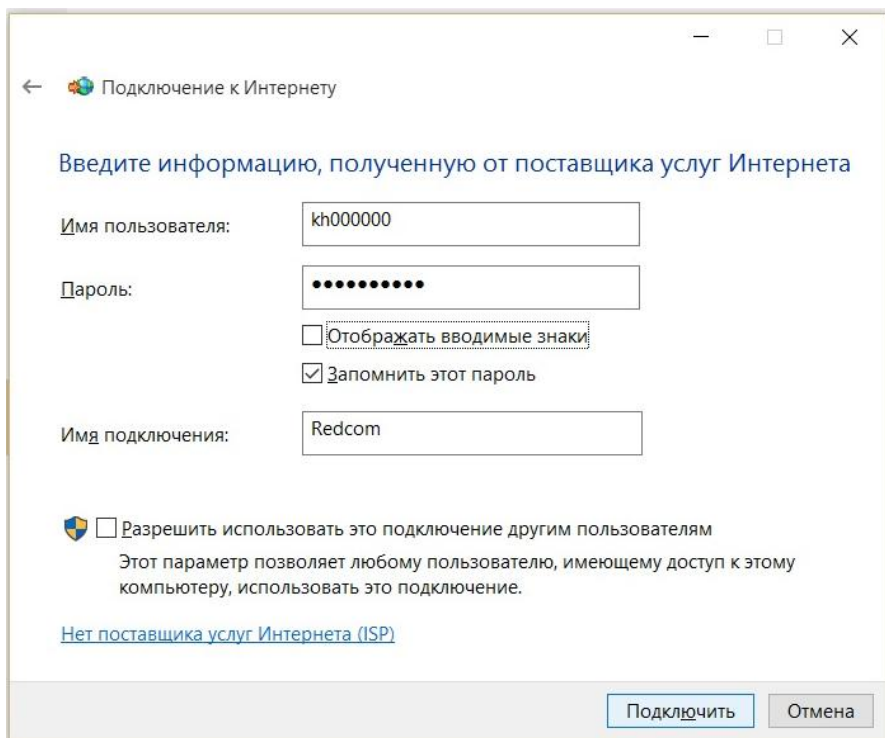 Подключение к Интернету
Введите информацию, полученную от поставщика услуг Интернета
Имя пользователя:
kh000000
Пароль:
••••••••••
Отображать вводимые знаки
Запомнить этот пароль
Имя подключения:
Redcom
Разрешить использовать это подключение другим пользователям
Этот параметр позволяет любому пользователю, имеющему доступ к этому
компьютеру, использовать это подключение.
Нет поставщика услуг Интернета (ISP)
Подключить
Отмена